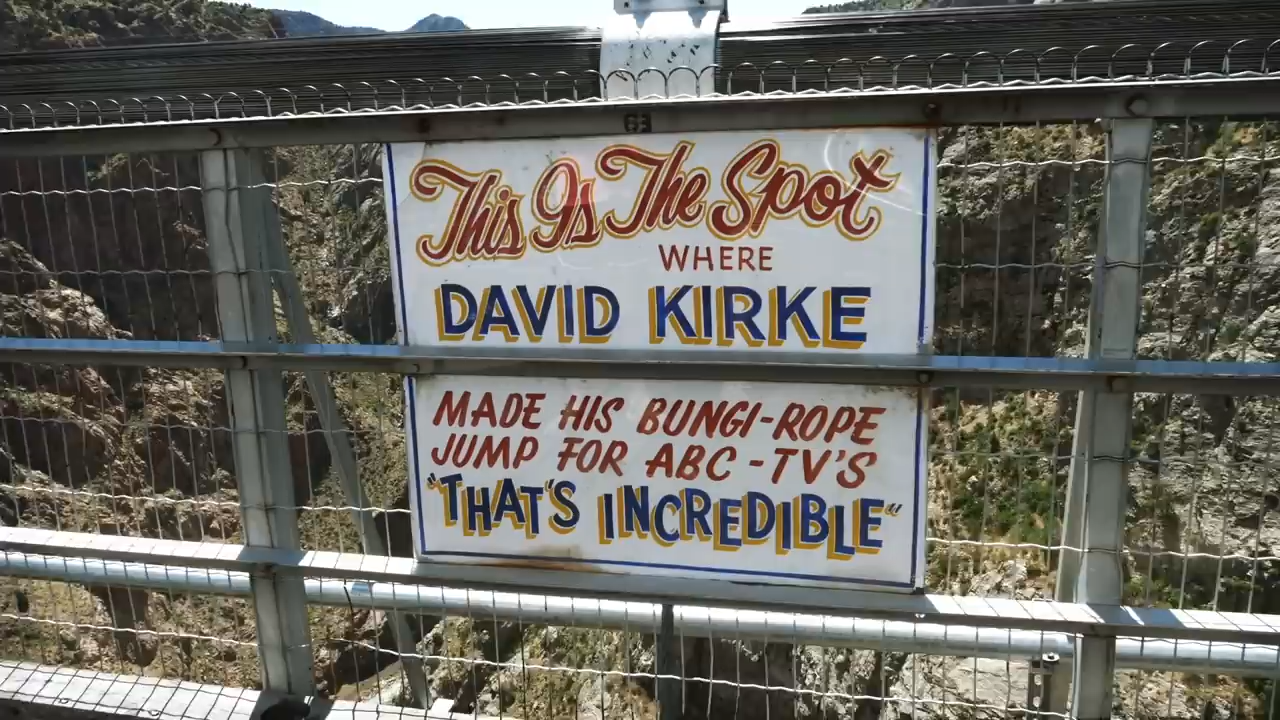 This Is The Spot
WHERE
DAVID KIRKE
MADE HIS BUNGI-ROPE
JUMP FOR ABC-TV'S
"THAT'S INCREDIBLE"